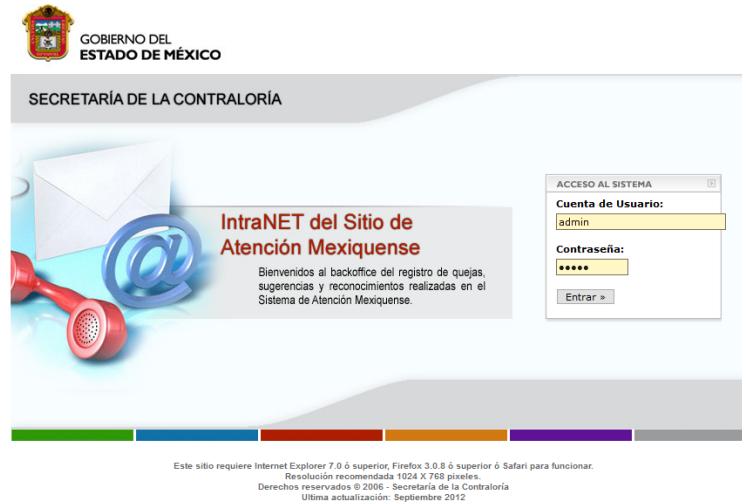 GOBIERNO DEL
ESTADO DE MÉXICO
SECRETARÍA DE LA CONTRALORÍA
IntraNET del Sitio de
Atención Mexiquense
Bienvenidos al backoffice del registro de quejas,
sugerencias y reconocimientos realizadas en el
Sistema de Atención Mexiquense.
ACCESO AL SISTEMA
Cuenta de Usuario:
admin
Contraseña:
•••••
Entrar »
Este sitio requiere Internet Explorer 7.0 ó superior, Firefox 3.0.8 ó superior ó Safari para funcionar.
Resolución recomendada 1024 X 768 pixeles.
Derechos reservados © 2006 - Secretaría de la Contraloría
Ultima actualización: Septiembre 2012